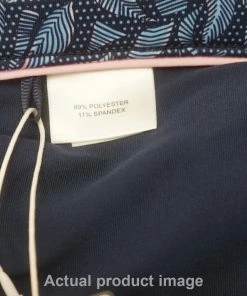 89% POLYESTER
11% SPANDEX
Actual product image